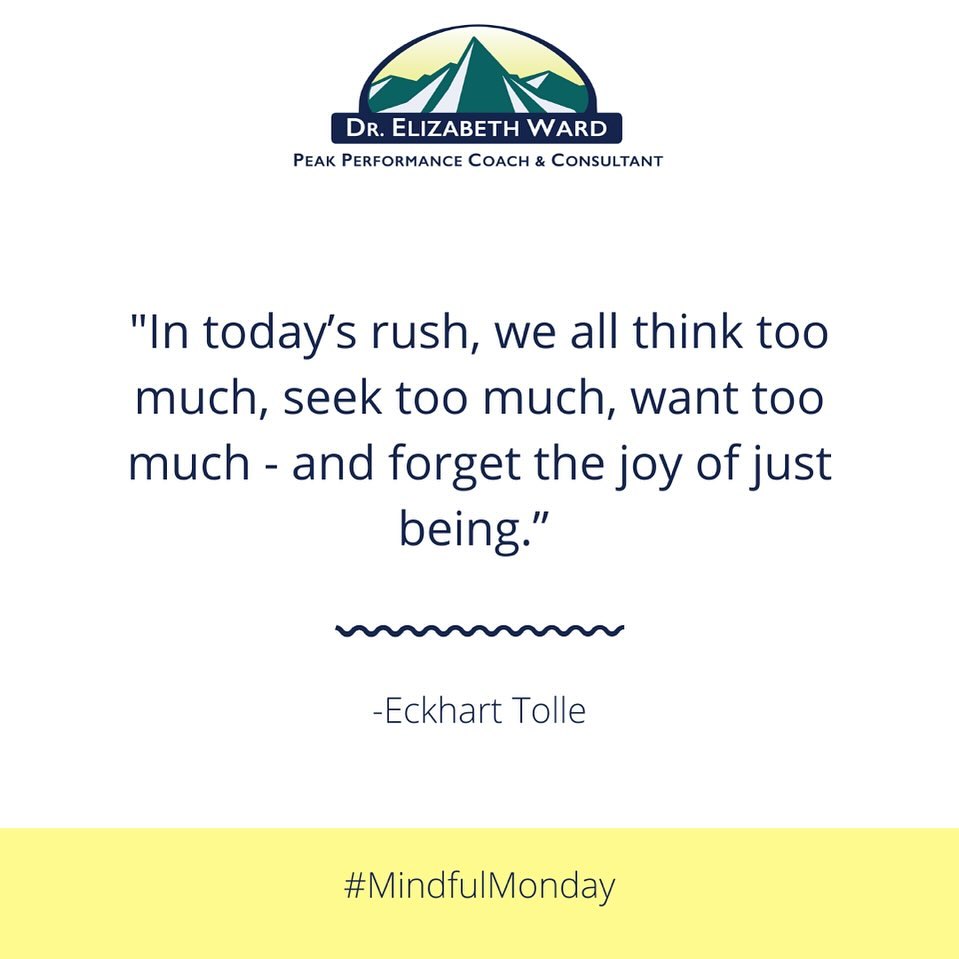 DR. ELIZABETH WARD
PEAK PERFORMANCE COACH & CONSULTANT
"In today’s rush, we all think too
much, seek too much, want too
much - and forget the joy of just
being.”
-Eckhart Tolle
#MindfulMonday